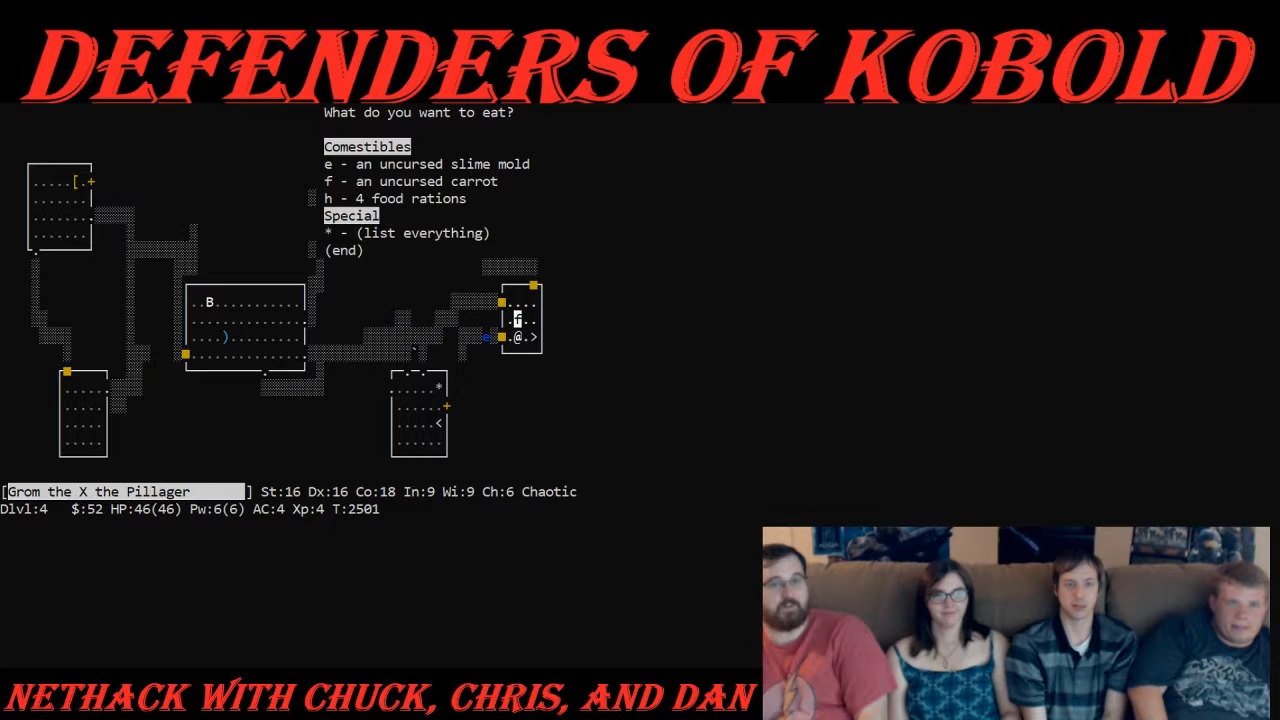 DEFENDERS OF KOBOLD
What do you want to eat?
Comestibles
e - an uncursed slime mold
f - an uncursed carrot
h - 4 food rations
Special
* - (list everything)
(end)
[Grom the X the Pillager ] St:16 Dx:16 Co:18 In:9 Wi:9 Ch:6 Chaotic
Dlvl:4 $:52 HP:46(46) Pw:6(6) AC:4 Xp:4 T:2501
NETHACK WITH CHUCK, CHRIS, AND DAN